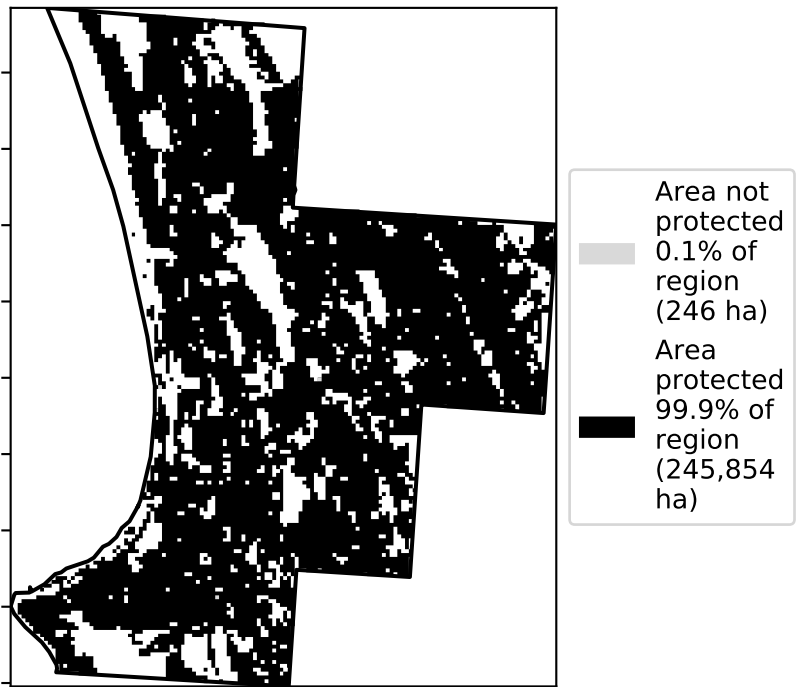 Area not
protected
0.1% of
region
(246 ha)
Area
protected
99.9% of
region
(245,854
ha)